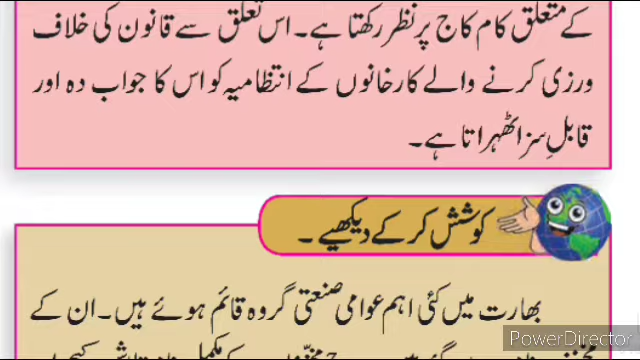 کے متعلق کام کاج پر نظر رکھتا ہے۔ اس تعلق سے قانون کی خلاف
ورزی کرنے والے کارخانوں کے انتظامیہ کو اس کا جواب دہ اور
قابلِ سزا ٹھہراتا ہے۔
کوشش کر کے دیکھیے ۔
بھارت میں کئی اہم عوامی صنعتی گروہ قائم ہوئے ہیں۔ ان کے
PowerDirector